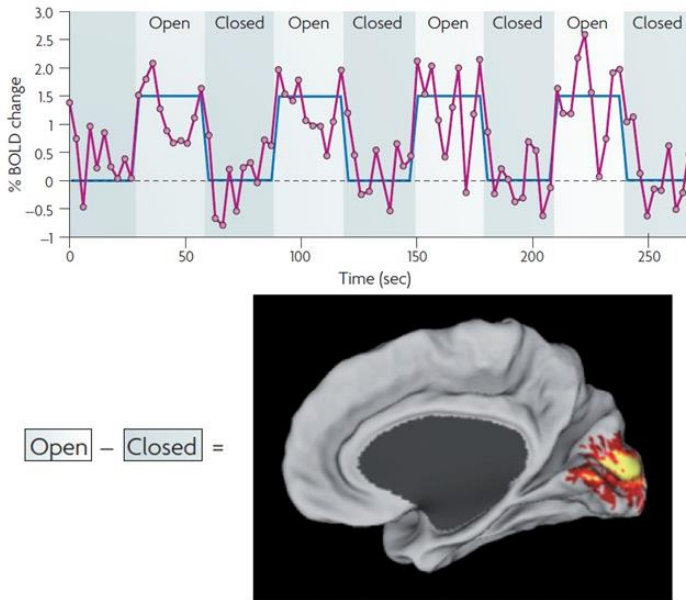 Open Closed Open Closed Open Closed Open Closed
3.0
2.5
2.0
1.5
1.0
0.5
0
−0.5
−1
% BOLD change
0 50 100 150 200 250
Time (sec)
Open – Closed =